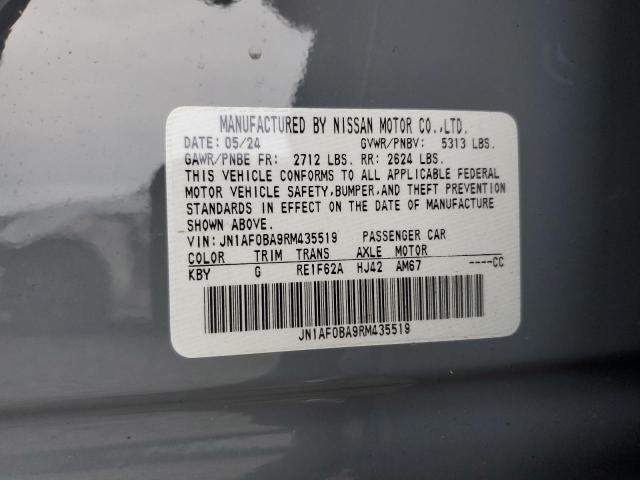 MANUFACTURED BY NISSAN MOTOR CO.,LTD.
DATE: 05/24 GVWR/PNBV: 5313 LBS.
GAWR/PNBE FR: 2712 LBS. RR: 2624 LBS.
THIS VEHICLE CONFORMS TO ALL APPLICABLE FEDERAL
MOTOR VEHICLE SAFETY,BUMPER,AND THEFT PREVENTION
STANDARDS IN EFFECT ON THE DATE OF MANUFACTURE
SHOWN ABOVE.
VIN: JN1AF0BA9RM435519 PASSENGER CAR
COLOR TRIM TRANS AXLE MOTOR
KBY G RE1F62A HJ42 AM67 ----CC
JN1AF0BA9RM435519